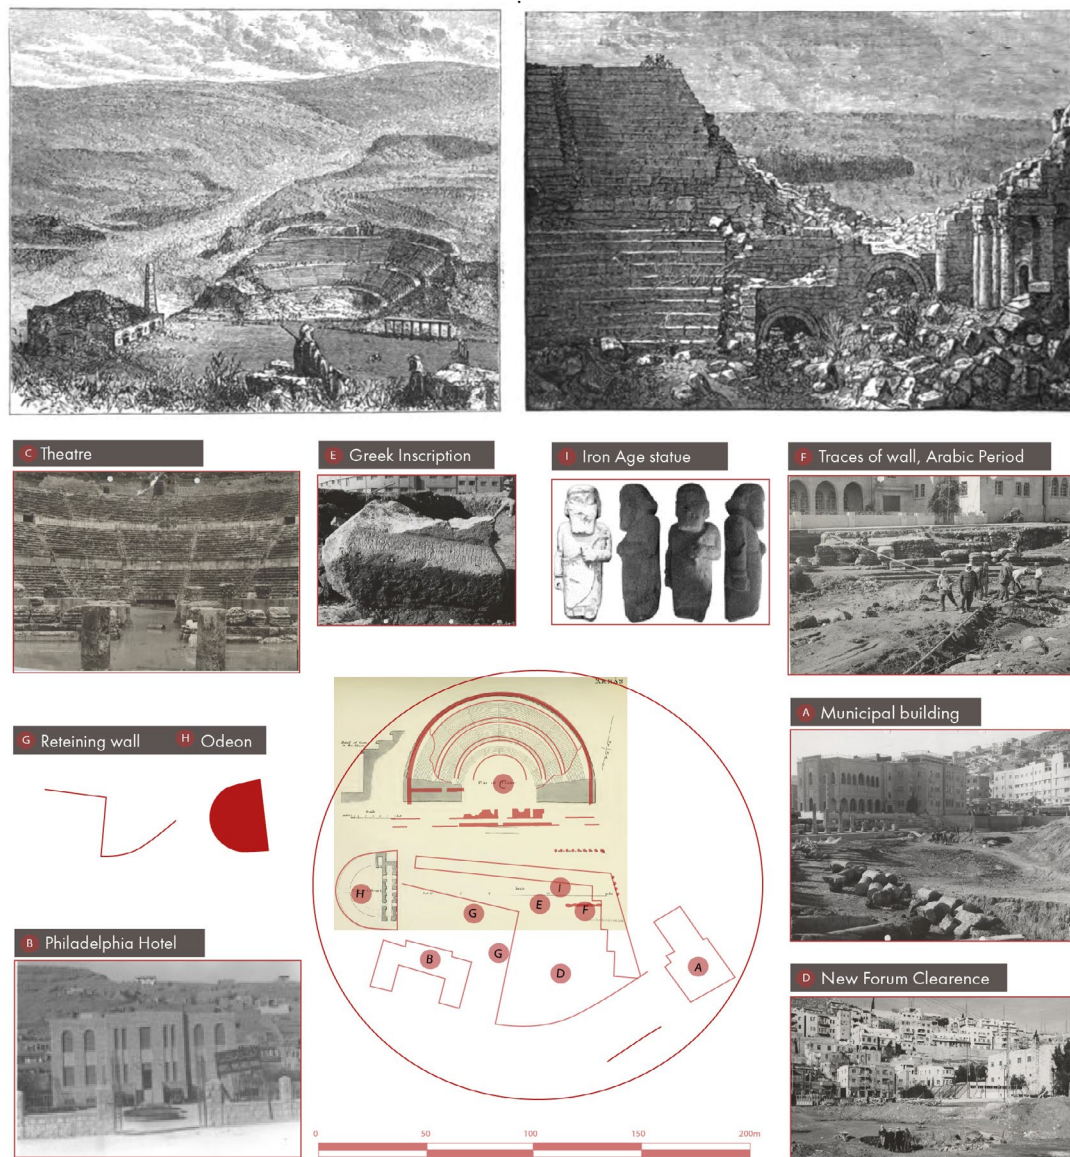 C Theatre
E Greek Inscription
I Iron Age statue
F Traces of wall, Arabic Period
G Reteining wall
H Odeon
A Municipal building
B Philadelphia Hotel
D New Forum Clearence
C
H
I
E
F
G
B
G
D
A
0 50 100 150 200m